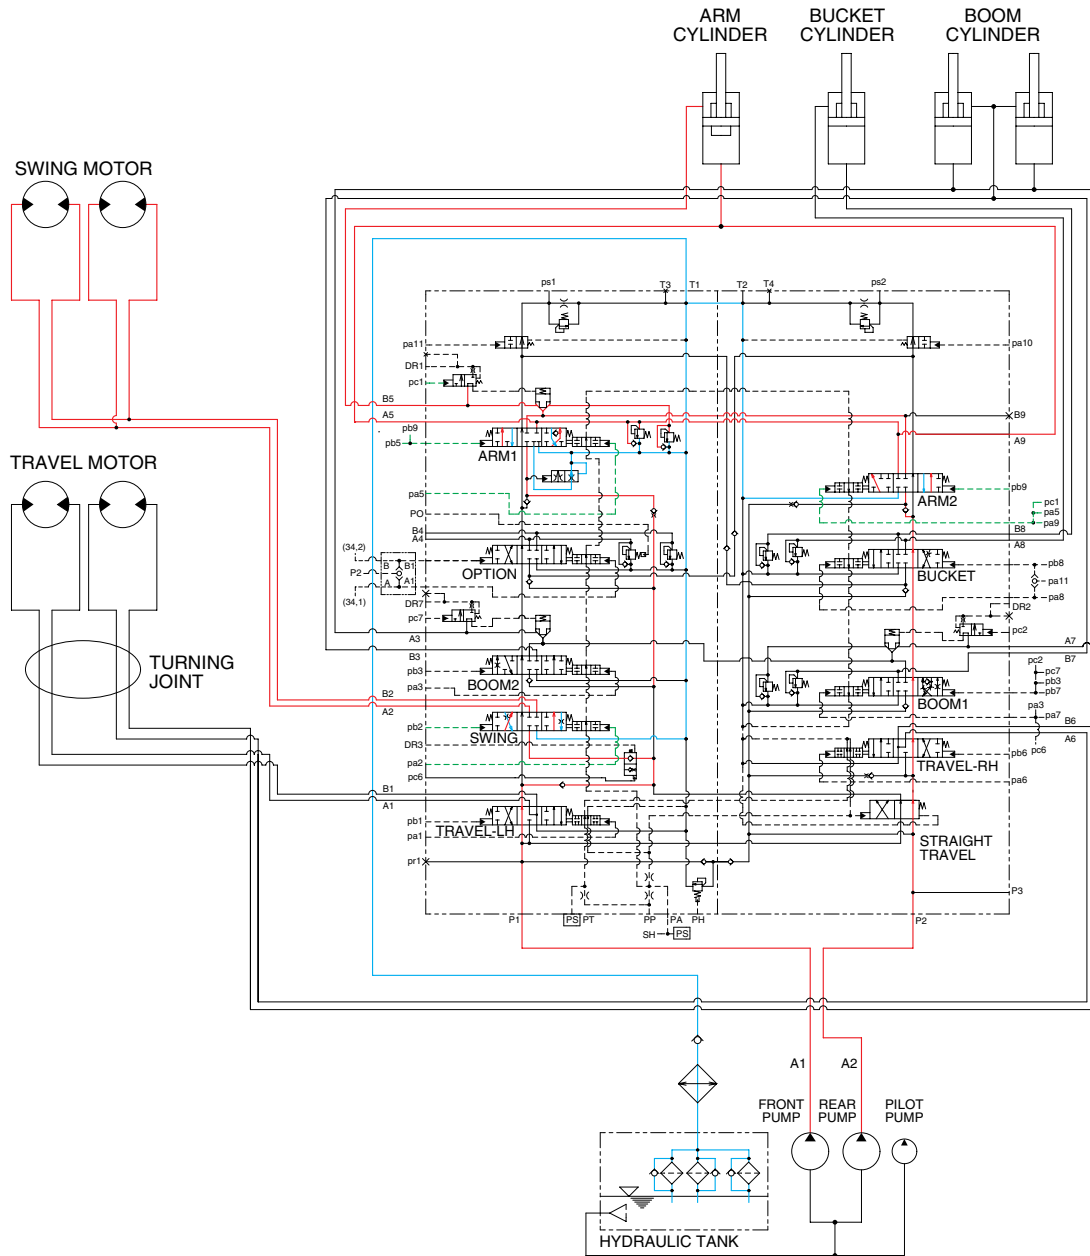 ARM
CYLINDER
BUCKET
CYLINDER
BOOM
CYLINDER
SWING MOTOR
TRAVEL MOTOR
TURNING
JOINT
ps1
T3
T1
T2
T4
ps2
pa11
DR1
pc1
B5
A5
pb9
pb5
ARM1
pa5
PO
B4
A4
(34,2)
P2
B
B1
A
A1
(34,1)
OPTION
DR7
pc7
A3
B3
pb3
pa3
BOOM2
B2
A2
pb2
SWING
DR3
pa2
pc6
B1
A1
pb1
pa1
TRAVEL-LH
pr1
pa10
B9
A9
ARM2
pb9
pc1
pa5
pa9
B8
A8
BUCKET
pb8
pa11
pa8
DR2
pc2
A7
B7
pc2
pc7
pb3
pb7
BOOM1
pa3
pa7
B6
A6
pc6
pb6
TRAVEL-RH
pa6
STRAIGHT
TRAVEL
P3
P1
PS
PT
PP
PA
PH
SH
PS
P2
A1
A2
FRONT
PUMP
REAR
PUMP
PILOT
PUMP
HYDRAULIC TANK